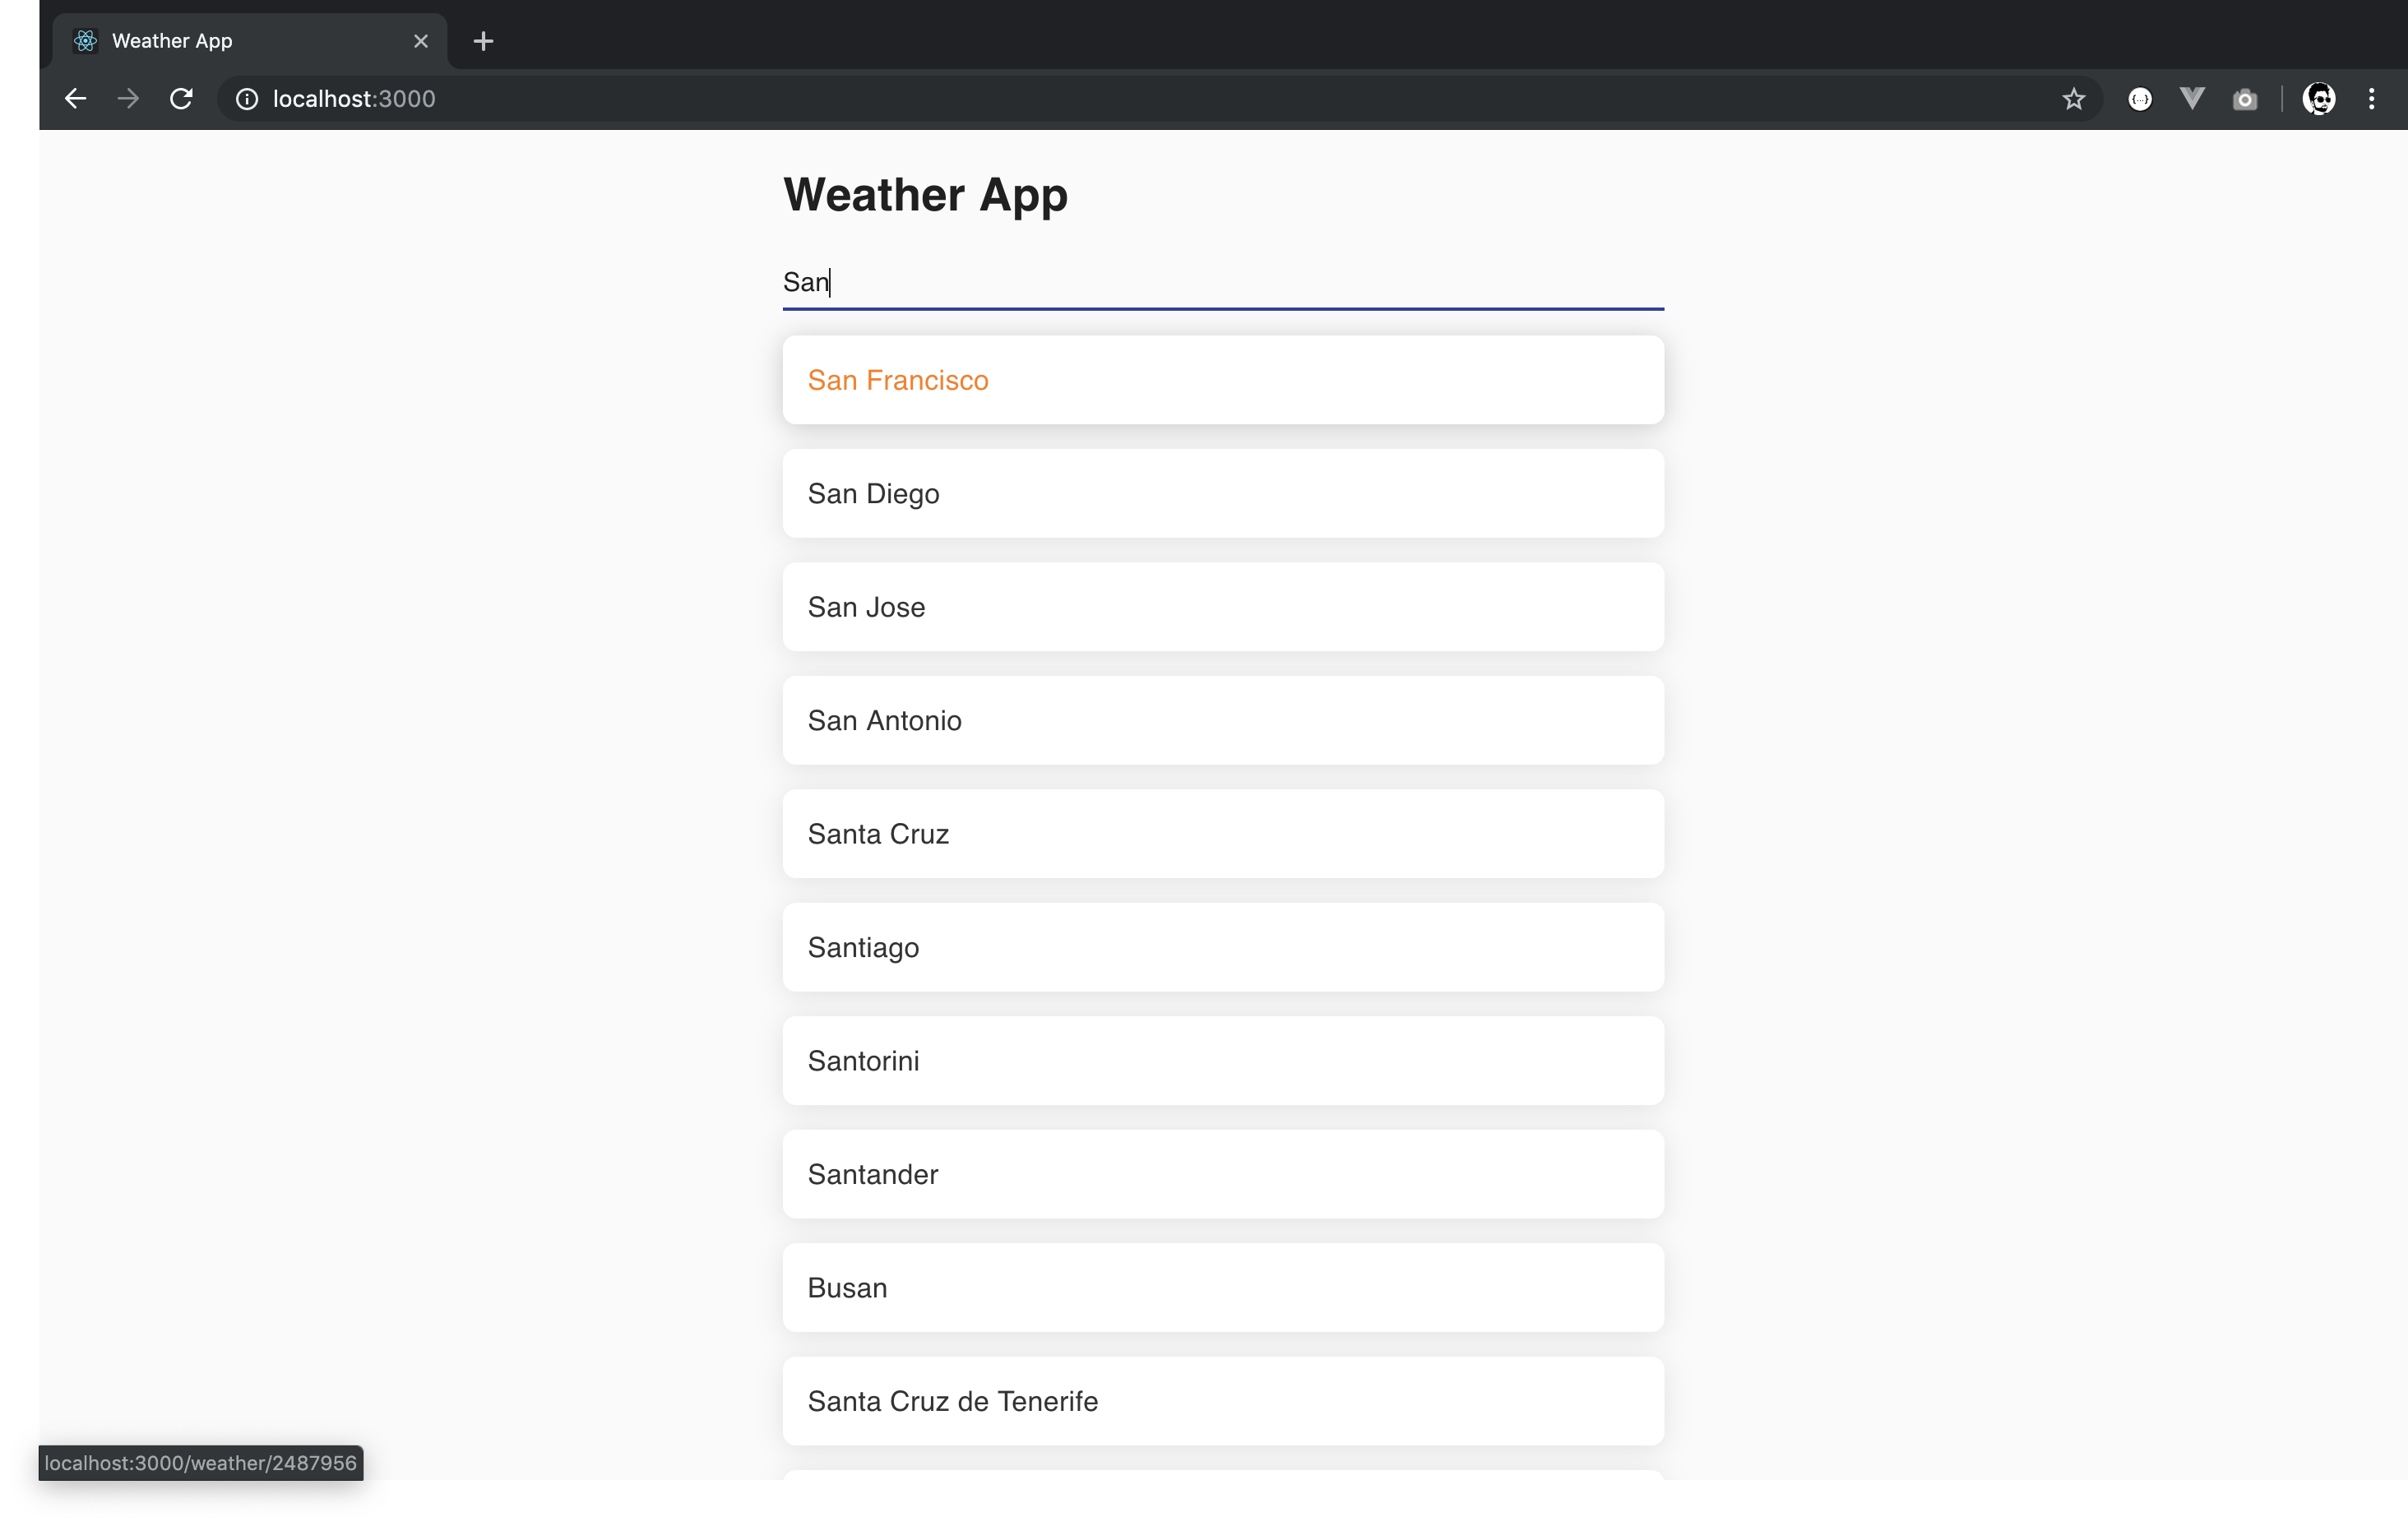 Weather App
localhost:3000
Weather App
San
San Francisco
San Diego
San Jose
San Antonio
Santa Cruz
Santiago
Santorini
Santander
Busan
Santa Cruz de Tenerife
localhost:3000/weather/2487956